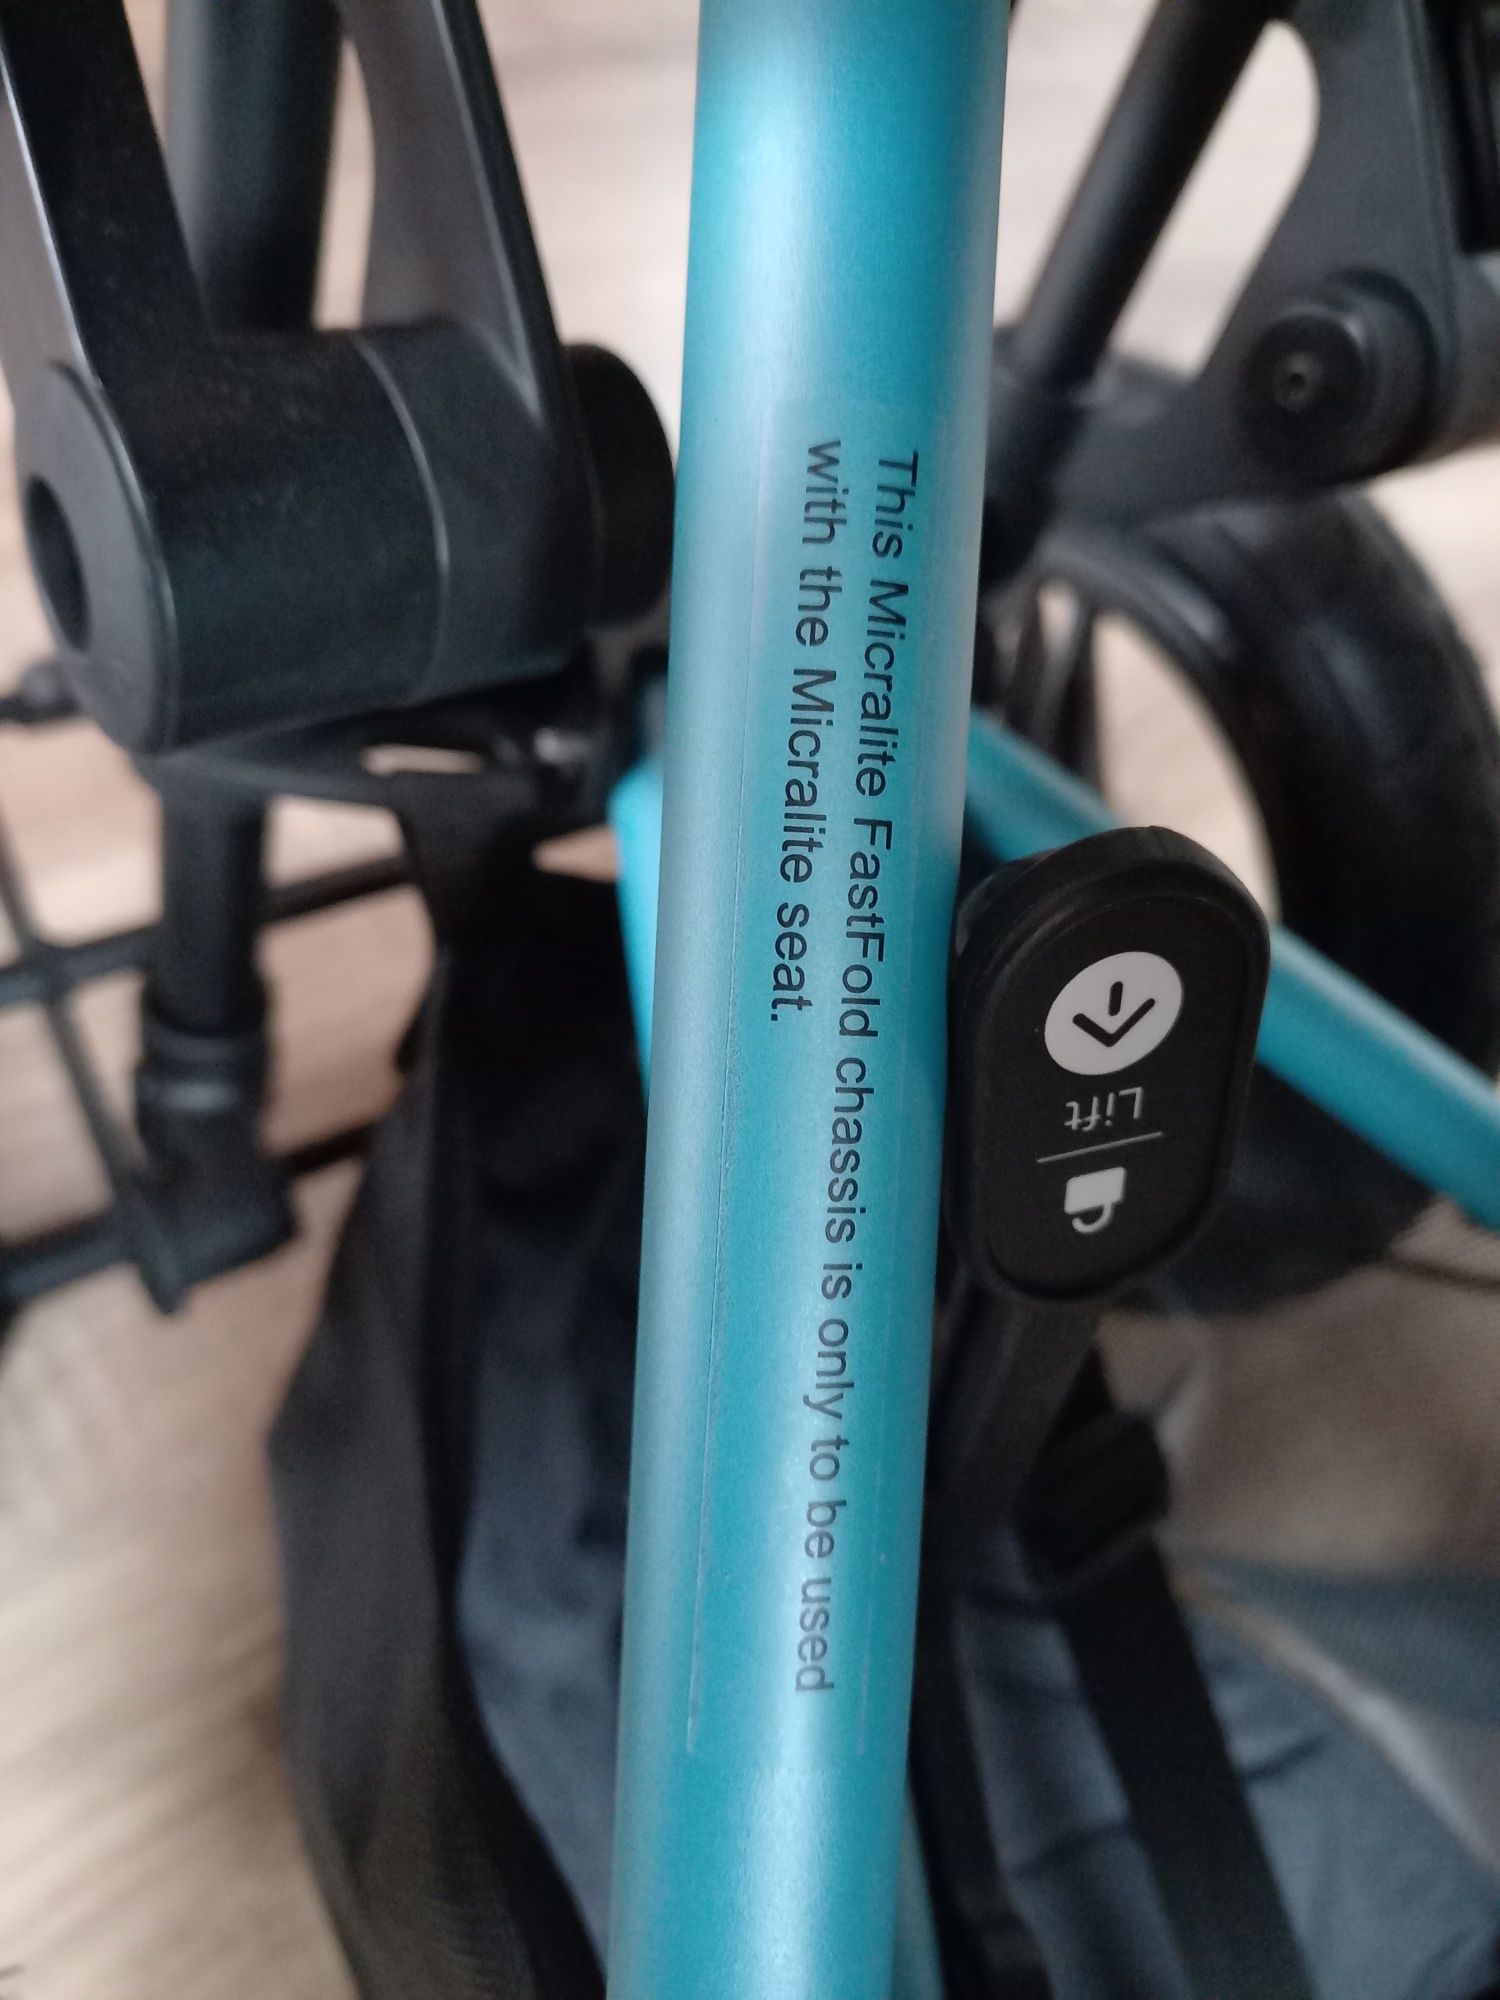 This Micralite FastFold chassis is only to be used
with the Micralite seat.
Lift